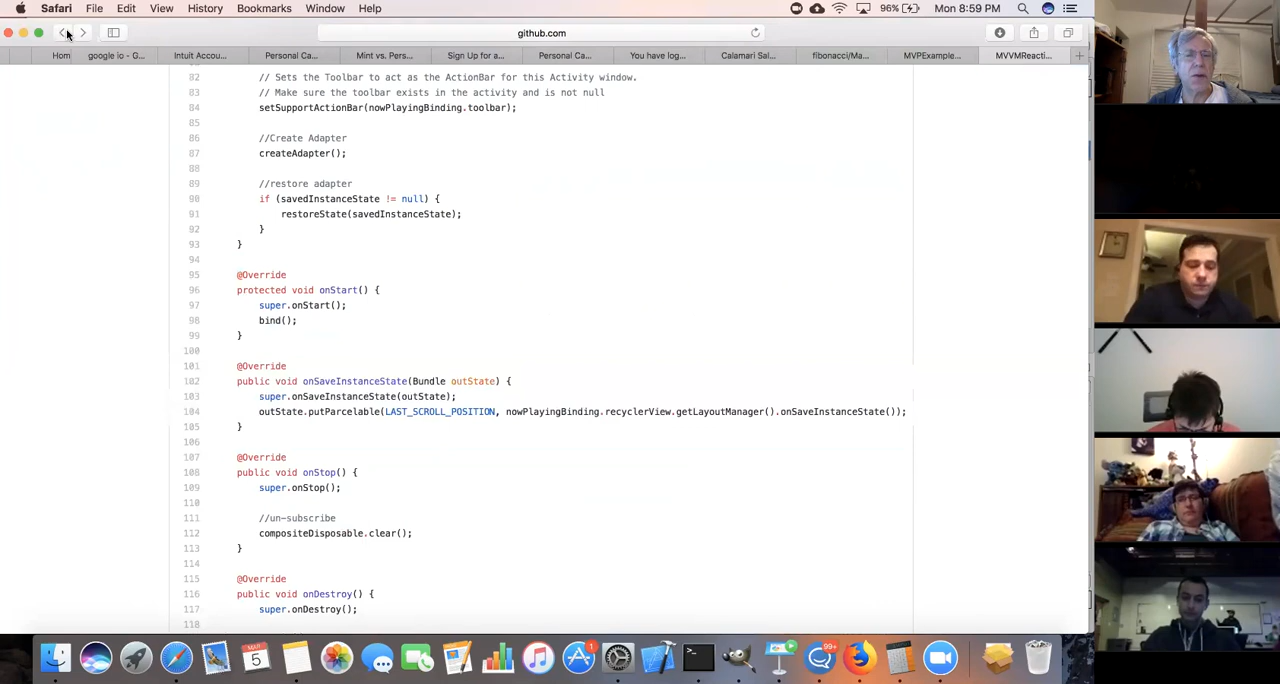 Safari File Edit View History Bookmarks Window Help 96% Mon 8:59 PM
github.com
Hom google io - G... Intuit Accou... Personal Ca... Mint vs. Pers... Sign Up for a... Personal Ca... You have log... Calamari Sal... fibonacci/Ma... MVPExample... MVVMReacti...
82 // Sets the Toolbar to act as the ActionBar for this Activity window.
83 // Make sure the toolbar exists in the activity and is not null
84 setSupportActionBar(nowPlayingBinding.toolbar);
85
86 //Create Adapter
87 createAdapter();
88
89 //restore adapter
90 if (savedInstanceState != null) {
91 restoreState(savedInstanceState);
92 }
93 }
94
95 @Override
96 protected void onStart() {
97 super.onStart();
98 bind();
99 }
100
101 @Override
102 public void onSaveInstanceState(Bundle outState) {
103 super.onSaveInstanceState(outState);
104 outState.putParcelable(LAST_SCROLL_POSITION, nowPlayingBinding.recyclerView.getLayoutManager().onSaveInstanceState());
105 }
106
107 @Override
108 public void onStop() {
109 super.onStop();
110
111 //un-subscribe
112 compositeDisposable.clear();
113 }
114
115 @Override
116 public void onDestroy() {
117 super.onDestroy();
118
MAR
5
1
99+